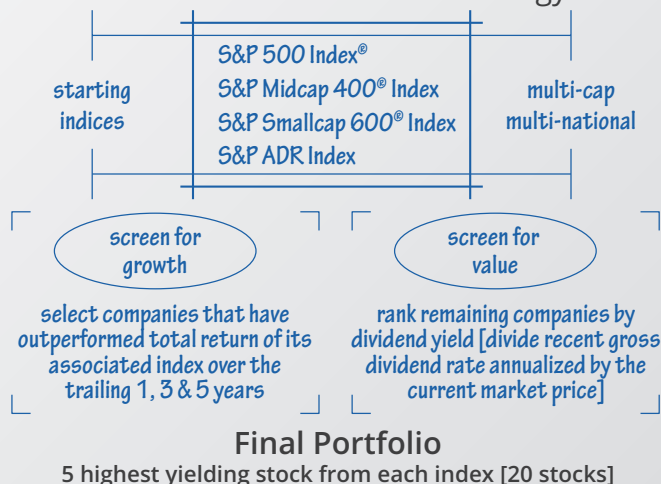 S&P 500 Index®
S&P Midcap 400® Index
S&P Smallcap 600® Index
S&P ADR Index
starting
indices
multi-cap
multi-national
screen for
growth
select companies that have
outperformed total return of its
associated index over the
trailing 1, 3 & 5 years
screen for
value
rank remaining companies by
dividend yield [divide recent gross
dividend rate annualized by the
current market price]
Final Portfolio
5 highest yielding stock from each index [20 stocks]